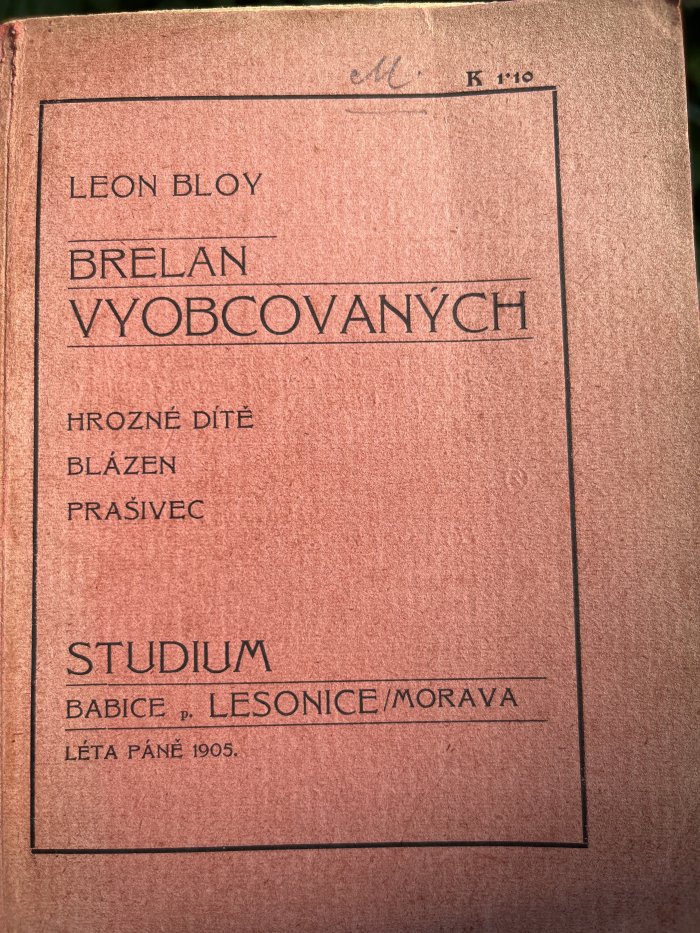 M.
K 1·10
LEON BLOY
BRELAN
VYOBCOVANÝCH
HROZNÉ DÍTĚ
BLÁZEN
PRAŠIVEC
STUDIUM
BABICE p. LESONICE/MORAVA
LÉTA PÁNĚ 1905.